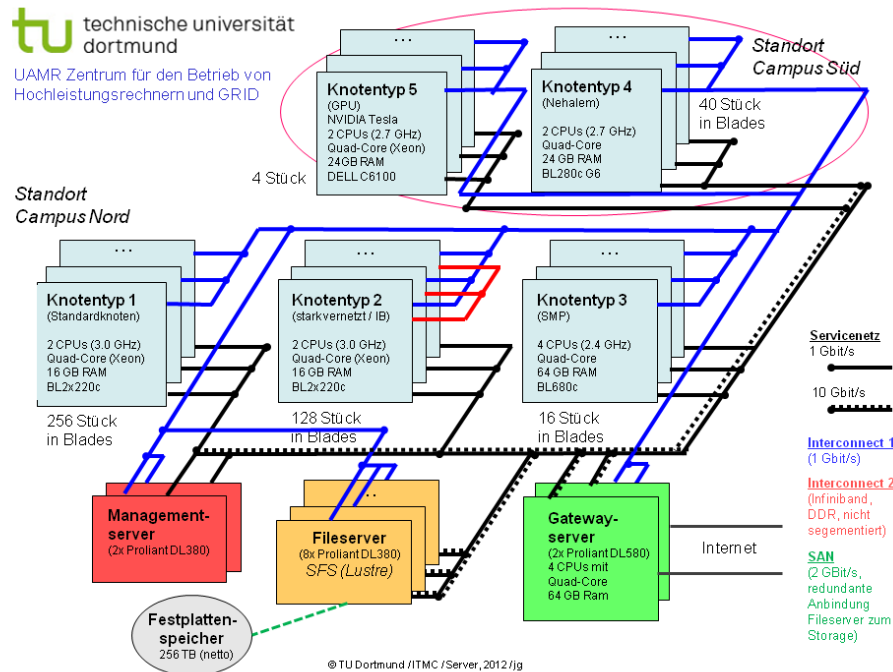 tu technische universität
dortmund
UAMR Zentrum für den Betrieb von
Hochleistungsrechnern und GRID
Standort
Campus Süd
...
Knotentyp 5
(GPU)
NVIDIA Tesla
2 CPUs (2.7 GHz)
Quad-Core (Xeon)
24GB RAM
DELL C6100
4 Stück
...
Knotentyp 4
(Nehalem)
2 CPUs (2.7 GHz)
Quad-Core
24 GB RAM
BL280c G6
40 Stück
in Blades
Standort
Campus Nord
...
Knotentyp 1
(Standardknoten)
2 CPUs (3.0 GHz)
Quad-Core (Xeon)
16 GB RAM
BL2x220c
256 Stück
in Blades
...
Knotentyp 2
(stark vernetzt / IB)
2 CPUs (3.0 GHz)
Quad-Core (Xeon)
16 GB RAM
BL2x220c
128 Stück
in Blades
...
Knotentyp 3
(SMP)
4 CPUs (2.4 GHz)
Quad-Core
64 GB RAM
BL680c
16 Stück
in Blades
Servicenetz
1 Gbit/s
10 Gbit/s
Interconnect 1
(1 Gbit/s)
Interconnect 2
(Infiniband,
DDR, nicht
segementiert)
SAN
(2 GBit/s,
redundante
Anbindung
Fileserver zum
Storage)
Management-
server
(2x Proliant DL380)
..
Fileserver
(8x Proliant DL380)
SFS (Lustre)
Gateway-
server
(2x Proliant DL580)
4 CPUs mit
Quad-Core
64 GB Ram
Internet
Festplatten-
speicher
256 TB (netto)
© TU Dortmund / ITMC / Server, 2012 / jg